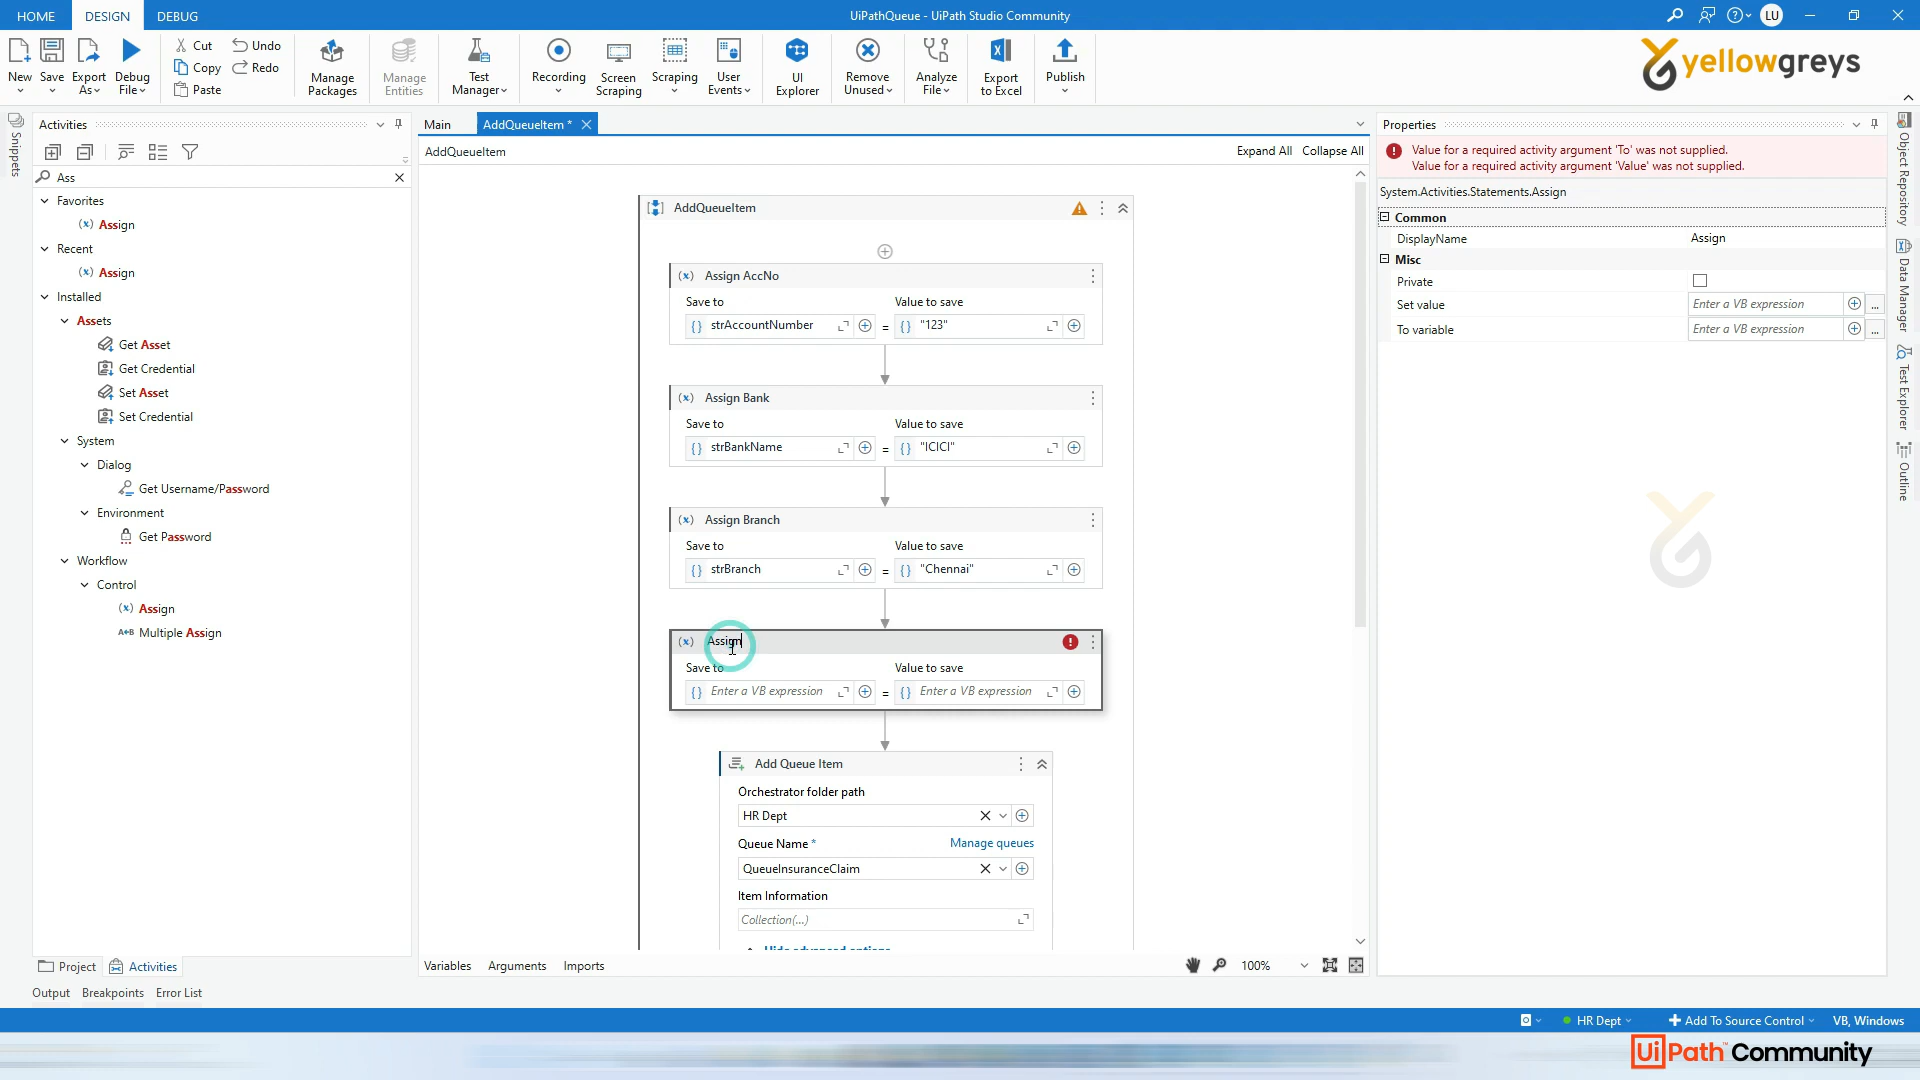 HOME DESIGN DEBUG
UiPathQueue - UiPath Studio Community
LU
New Save Export As Debug File
Cut Copy Paste
Undo Redo
Manage Packages
Manage Entities
Test Manager
Recording
Screen Scraping
Scraping
User Events
UI Explorer
Remove Unused
Analyze File
Export to Excel
Publish
yellowgreys
Snippets
Activities
Ass
Favorites
Assign
Recent
Assign
Installed
Assets
Get Asset
Get Credential
Set Asset
Set Credential
System
Dialog
Get Username/Password
Environment
Get Password
Workflow
Control
Assign
A+B Multiple Assign
Project Activities
Output Breakpoints Error List
Main AddQueueItem *
AddQueueItem
Expand All Collapse All
AddQueueItem
(x) Assign AccNo
Save to Value to save
strAccountNumber = "123"
(x) Assign Bank
Save to Value to save
strBankName = "ICICI"
(x) Assign Branch
Save to Value to save
strBranch = "Chennai"
(x) Assign
Save to Value to save
Enter a VB expression = Enter a VB expression
Add Queue Item
Orchestrator folder path
HR Dept
Queue Name * Manage queues
QueueInsuranceClaim
Item Information
Collection(...)
Hide advanced options
Variables Arguments Imports
100%
Properties
Value for a required activity argument 'To' was not supplied.
Value for a required activity argument 'Value' was not supplied.
System.Activities.Statements.Assign
Common
DisplayName Assign
Misc
Private
Set value Enter a VB expression ...
To variable Enter a VB expression ...
Object Repository
Data Manager
Test Explorer
Outline
HR Dept
Add To Source Control
VB, Windows
UiPath™ Community